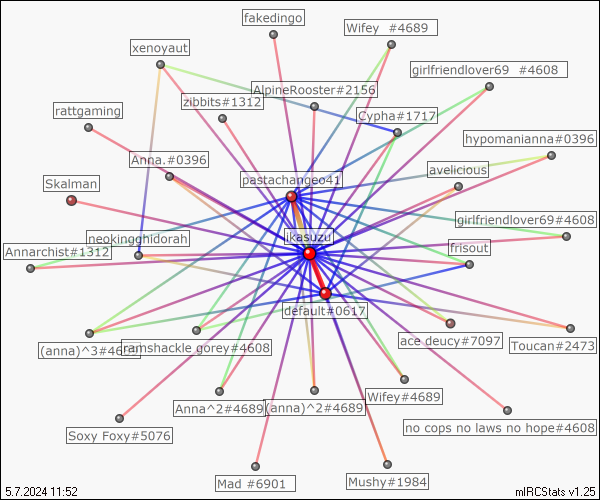 fakedingo
Wifey #4689
xenoyaut
girlfriendlover69 #4608
AlpineRooster#2156
zibbits#1312
rattgaming
Cypha#1717
hypomanianna#0396
Anna.#0396
avelicious
pastachangeo41
Skalman
girlfriendlover69#4608
ikasuzu
neokingghidorah
Annarchist#1312
frisout
default#0617
ace deucy#7097
Toucan#2473
(anna)^3#4689
ramshackle gorey#4608
Wifey#4689
Anna^2#4689
(anna)^2#4689
no cops no laws no hope#4608
Soxy Foxy#5076
Mad #6901
Mushy#1984
5.7.2024 11:52
mIRCStats v1.25